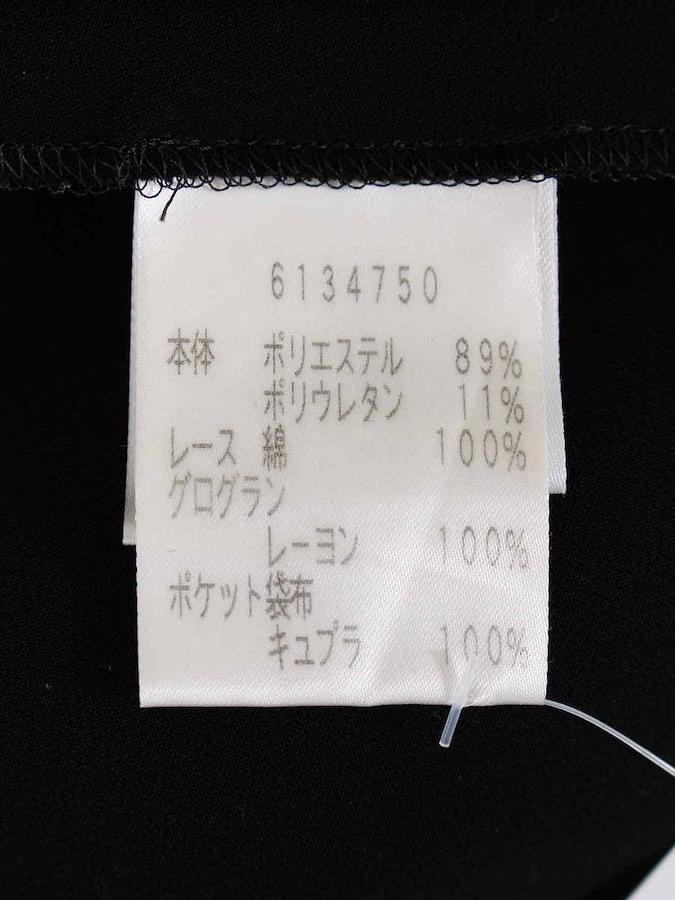 6134750
本体 ポリエステル 89%
ポリウレタン 11%
レース 綿 100%
グログラン
レーヨン 100%
ポケット袋布
キュプラ 100%